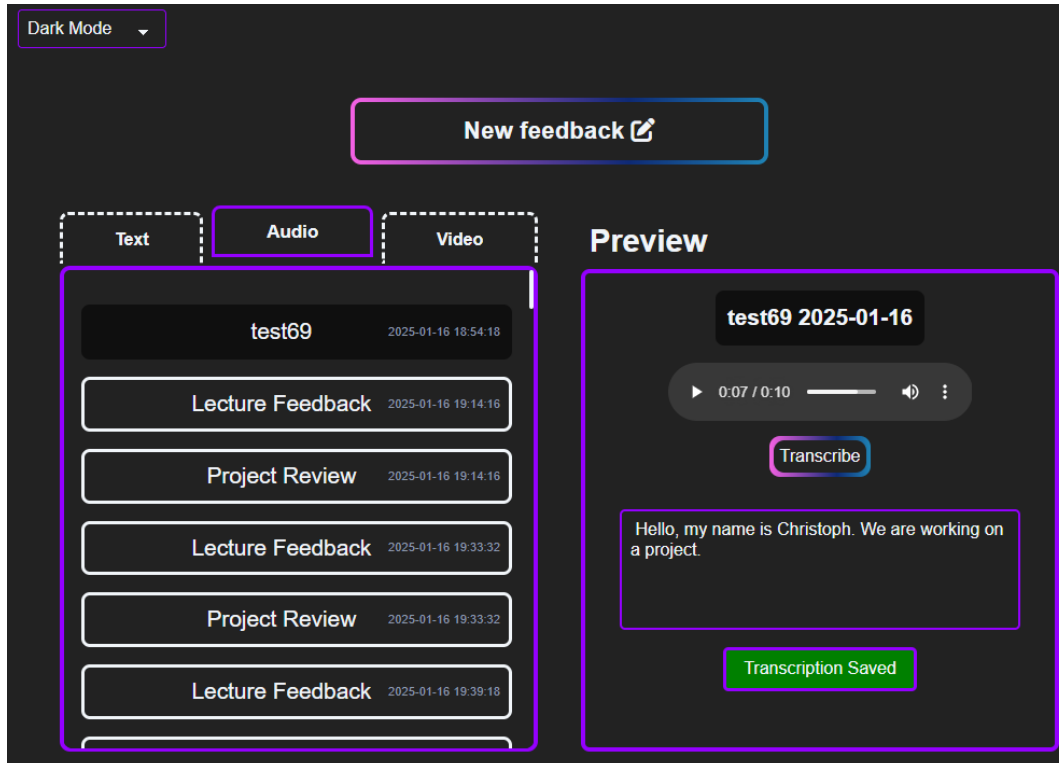 Dark Mode
New feedback
Text
Audio
Video
test69 2025-01-16 18:54:18
Lecture Feedback 2025-01-16 19:14:16
Project Review 2025-01-16 19:14:16
Lecture Feedback 2025-01-16 19:33:32
Project Review 2025-01-16 19:33:32
Lecture Feedback 2025-01-16 19:39:18
Preview
test69 2025-01-16
0:07 / 0:10
Transcribe
Hello, my name is Christoph. We are working on
a project.
Transcription Saved